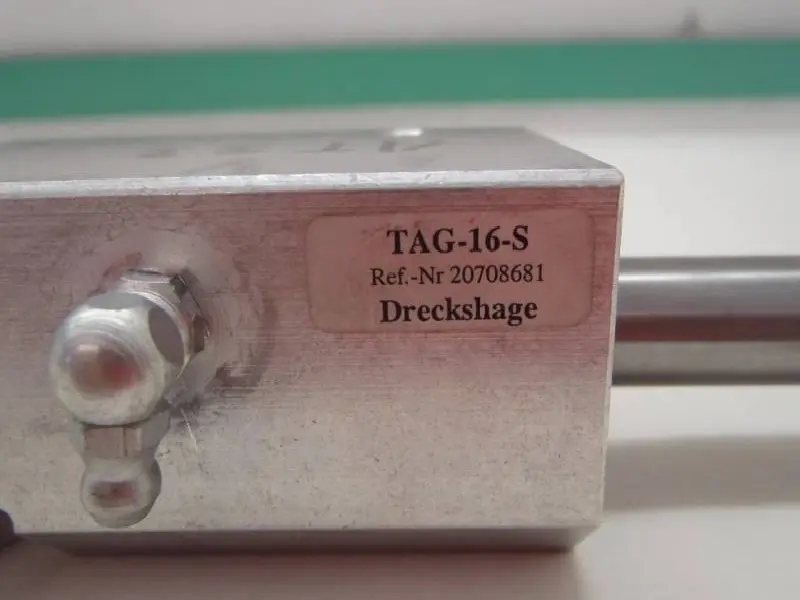 TAG-16-S
Ref.-Nr 20708681
Dreckshage